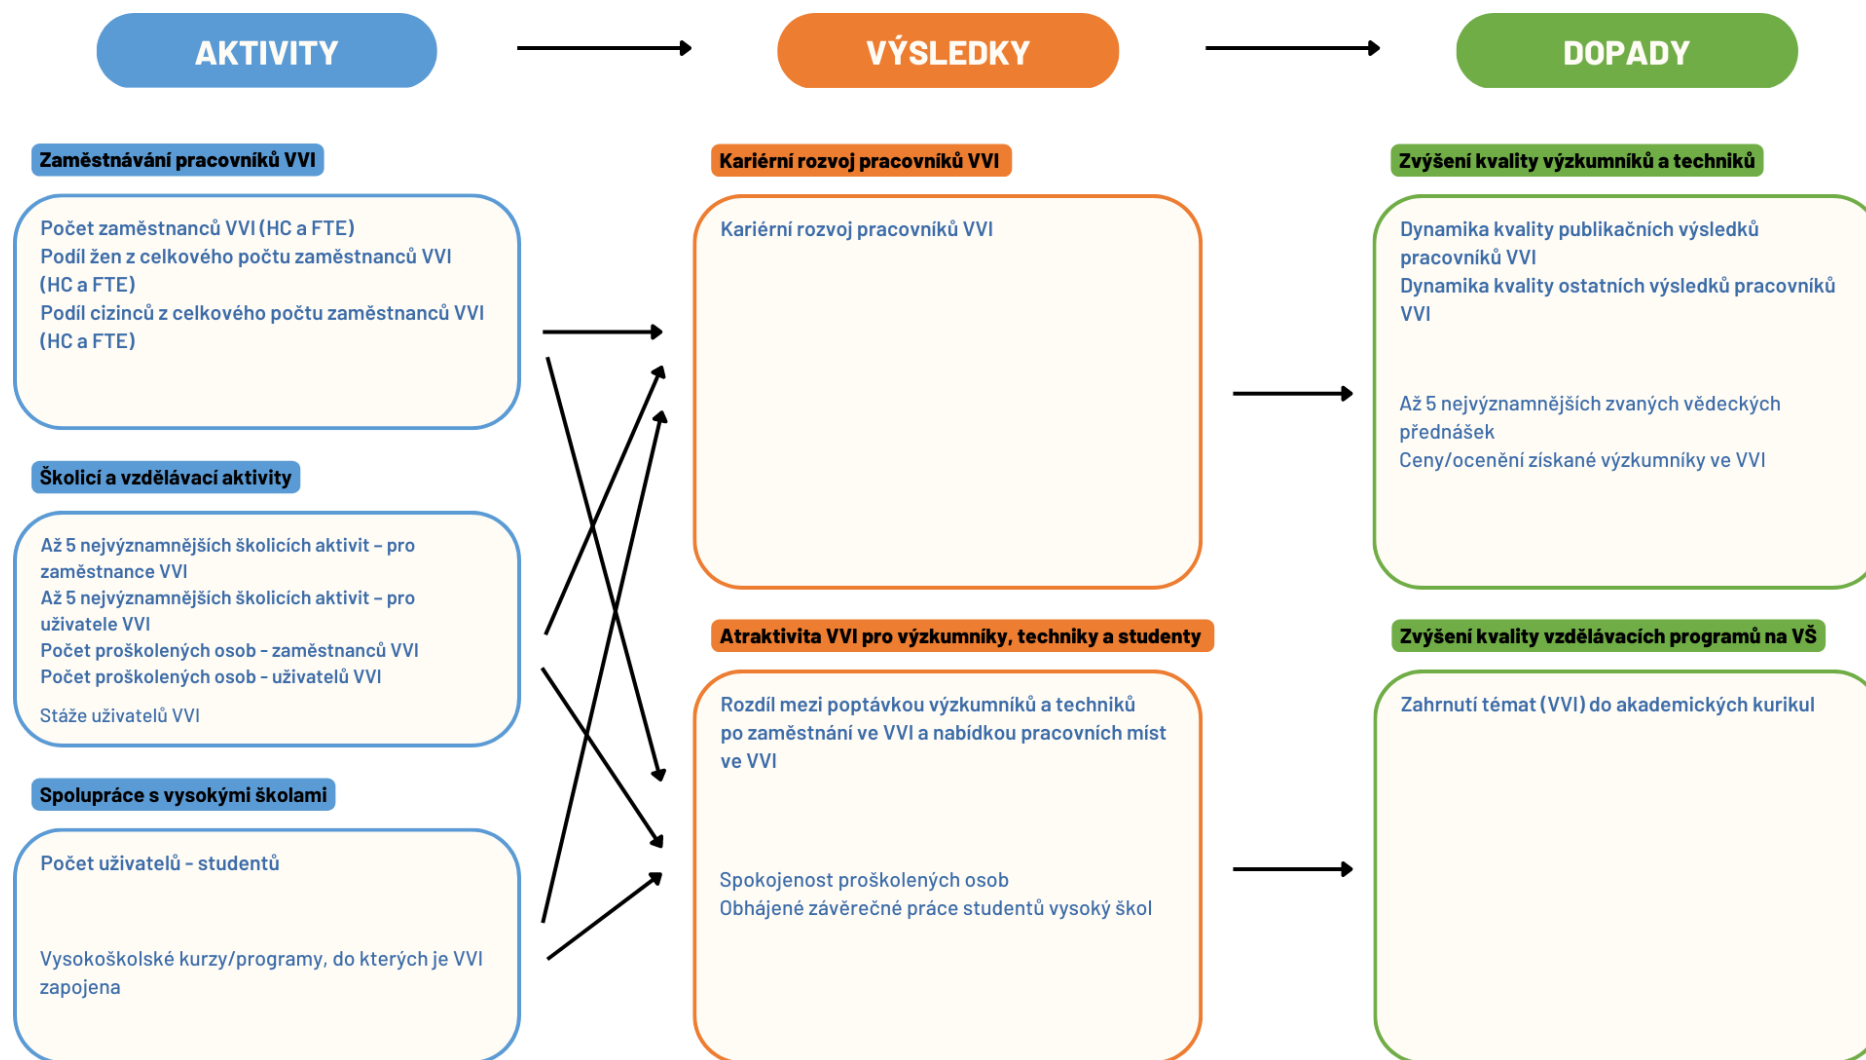 AKTIVITY
VÝSLEDKY
DOPADY
Zaměstnávání pracovníků VVI
Počet zaměstnanců VVI (HC a FTE)
Podíl žen z celkového počtu zaměstnanců VVI
(HC a FTE)
Podíl cizinců z celkového počtu zaměstnanců VVI
(HC a FTE)
Školicí a vzdělávací aktivity
Až 5 nejvýznamnějších školicích aktivit – pro
zaměstnance VVI
Až 5 nejvýznamnějších školicích aktivit – pro
uživatele VVI
Počet proškolených osob - zaměstnanců VVI
Počet proškolených osob - uživatelů VVI
Stáže uživatelů VVI
Spolupráce s vysokými školami
Počet uživatelů - studentů
Vysokoškolské kurzy/programy, do kterých je VVI
zapojena
Kariérní rozvoj pracovníků VVI
Kariérní rozvoj pracovníků VVI
Atraktivita VVI pro výzkumníky, techniky a studenty
Rozdíl mezi poptávkou výzkumníků a techniků
po zaměstnání ve VVI a nabídkou pracovních míst
ve VVI
Spokojenost proškolených osob
Obhájené závěrečné práce studentů vysoký škol
Zvýšení kvality výzkumníků a techniků
Dynamika kvality publikačních výsledků
pracovníků VVI
Dynamika kvality ostatních výsledků pracovníků
VVI
Až 5 nejvýznamnějších zvaných vědeckých
přednášek
Ceny/ocenění získané výzkumníky ve VVI
Zvýšení kvality vzdělávacích programů na VŠ
Zahrnutí témat (VVI) do akademických kurikul